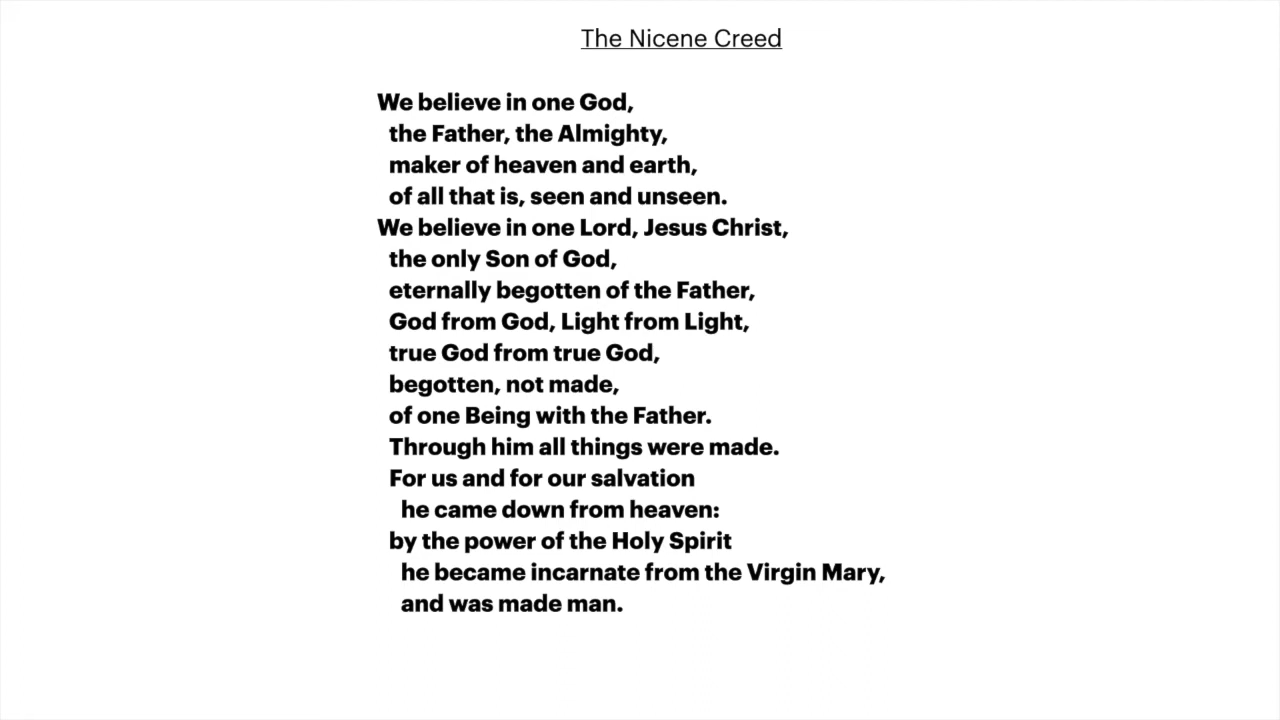 The Nicene Creed
We believe in one God,
the Father, the Almighty,
maker of heaven and earth,
of all that is, seen and unseen.
We believe in one Lord, Jesus Christ,
the only Son of God,
eternally begotten of the Father,
God from God, Light from Light,
true God from true God,
begotten, not made,
of one Being with the Father.
Through him all things were made.
For us and for our salvation
he came down from heaven:
by the power of the Holy Spirit
he became incarnate from the Virgin Mary,
and was made man.